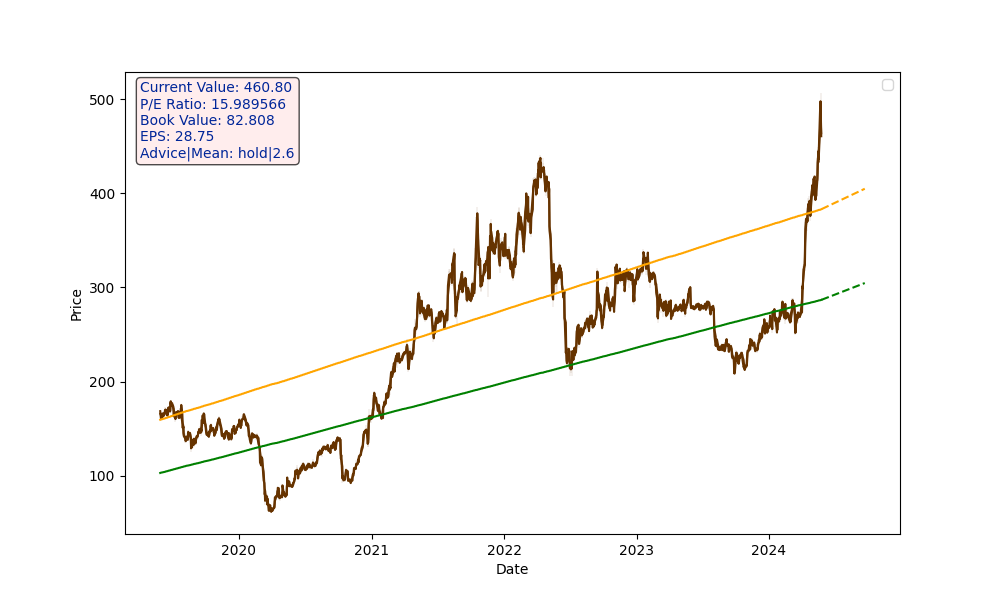 Current Value: 460.80
P/E Ratio: 15.989566
Book Value: 82.808
EPS: 28.75
Advice|Mean: hold|2.6
500
400
300
200
100
Price
2020 2021 2022 2023 2024
Date